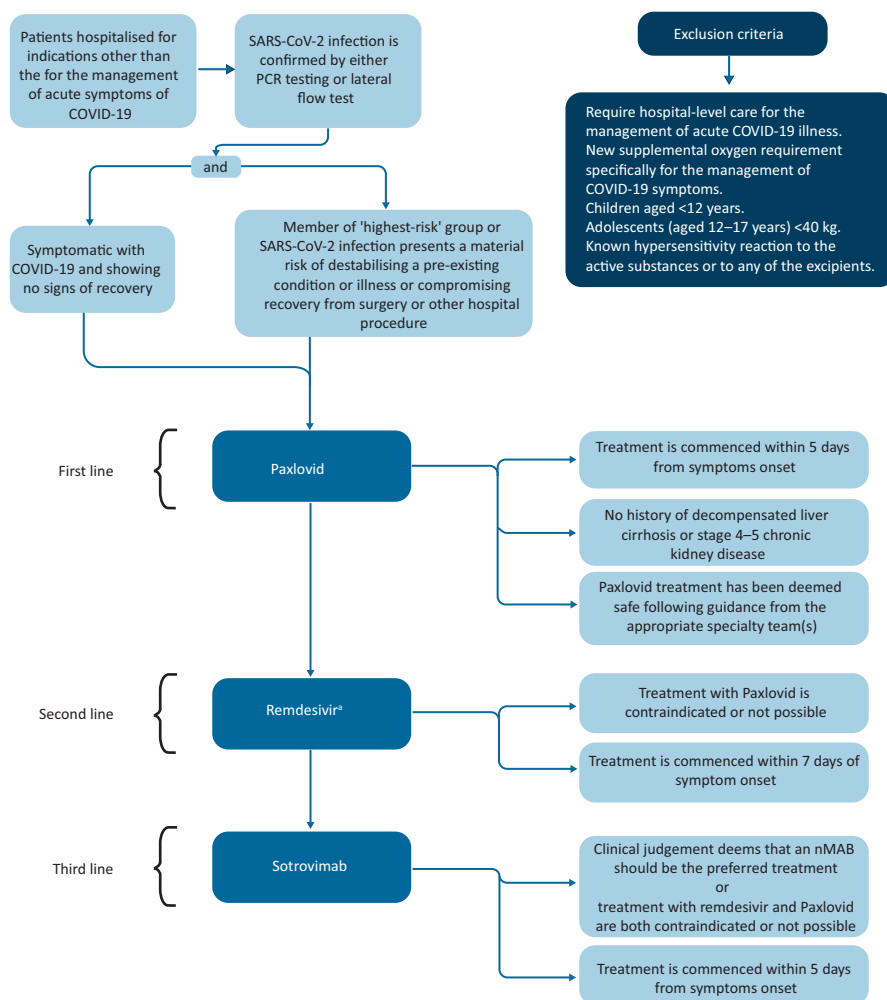 Patients hospitalised for
indications other than
the for the management
of acute symptoms of
COVID-19
SARS-CoV-2 infection is
confirmed by either
PCR testing or lateral
flow test
Exclusion criteria
Require hospital-level care for the
management of acute COVID-19 illness.
New supplemental oxygen requirement
specifically for the management of
COVID-19 symptoms.
Children aged <12 years.
Adolescents (aged 12–17 years) <40 kg.
Known hypersensitivity reaction to the
active substances or to any of the excipients.
and
Symptomatic with
COVID-19 and showing
no signs of recovery
Member of 'highest-risk' group or
SARS-CoV-2 infection presents a material
risk of destabilising a pre-existing
condition or illness or compromising
recovery from surgery or other hospital
procedure
First line
Paxlovid
Treatment is commenced within 5 days
from symptoms onset
No history of decompensated liver
cirrhosis or stage 4–5 chronic
kidney disease
Paxlovid treatment has been deemed
safe following guidance from the
appropriate specialty team(s)
Second line
Remdesivirᵃ
Treatment with Paxlovid is
contraindicated or not possible
Treatment is commenced within 7 days of
symptom onset
Third line
Sotrovimab
Clinical judgement deems that an nMAB
should be the preferred treatment
or
treatment with remdesivir and Paxlovid
are both contraindicated or not possible
Treatment is commenced within 5 days
from symptoms onset